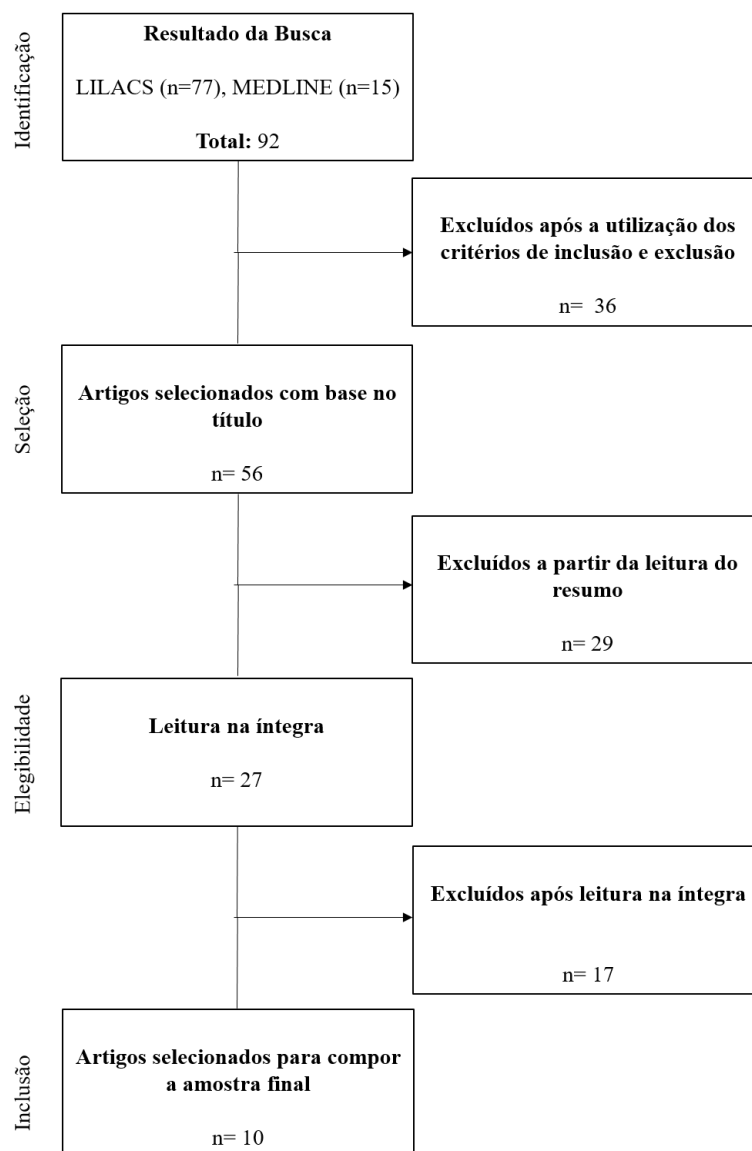 Identificação
Resultado da Busca
LILACS (n=77), MEDLINE (n=15)
Total: 92
Excluídos após a utilização dos
critérios de inclusão e exclusão
n= 36
Seleção
Artigos selecionados com base no
título
n= 56
Excluídos a partir da leitura do
resumo
n= 29
Elegibilidade
Leitura na íntegra
n= 27
Excluídos após leitura na íntegra
n= 17
Inclusão
Artigos selecionados para compor
a amostra final
n= 10